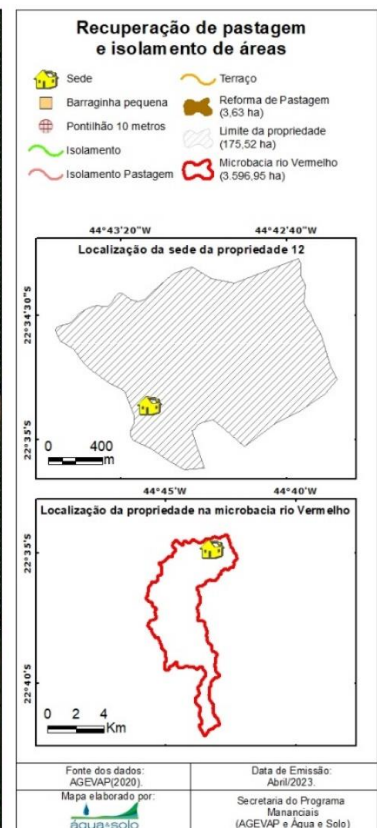 Recuperação de pastagem
e isolamento de áreas
Sede
Barraginha pequena
Pontilhão 10 metros
Isolamento
Isolamento Pastagem
Terraço
Reforma de Pastagem
(3,63 ha)
Limite da propriedade
(175,52 ha)
Microbacia rio Vermelho
(3.596,95 ha)
44°43'20"W 44°42'40"W
Localização da sede da propriedade 12
22°34'30"S
22°35'S
0 400
m
44°45'W 44°40'W
Localização da propriedade na microbacia rio Vermelho
22°35'S
22°40'S
0 2 4
Km
Fonte dos dados:
AGEVAP(2020).
Data de Emissão:
Abril/2023.
Mapa elaborado por:
água e solo
Secretaria do Programa
Mananciais
(AGEVAP e Água e Solo)